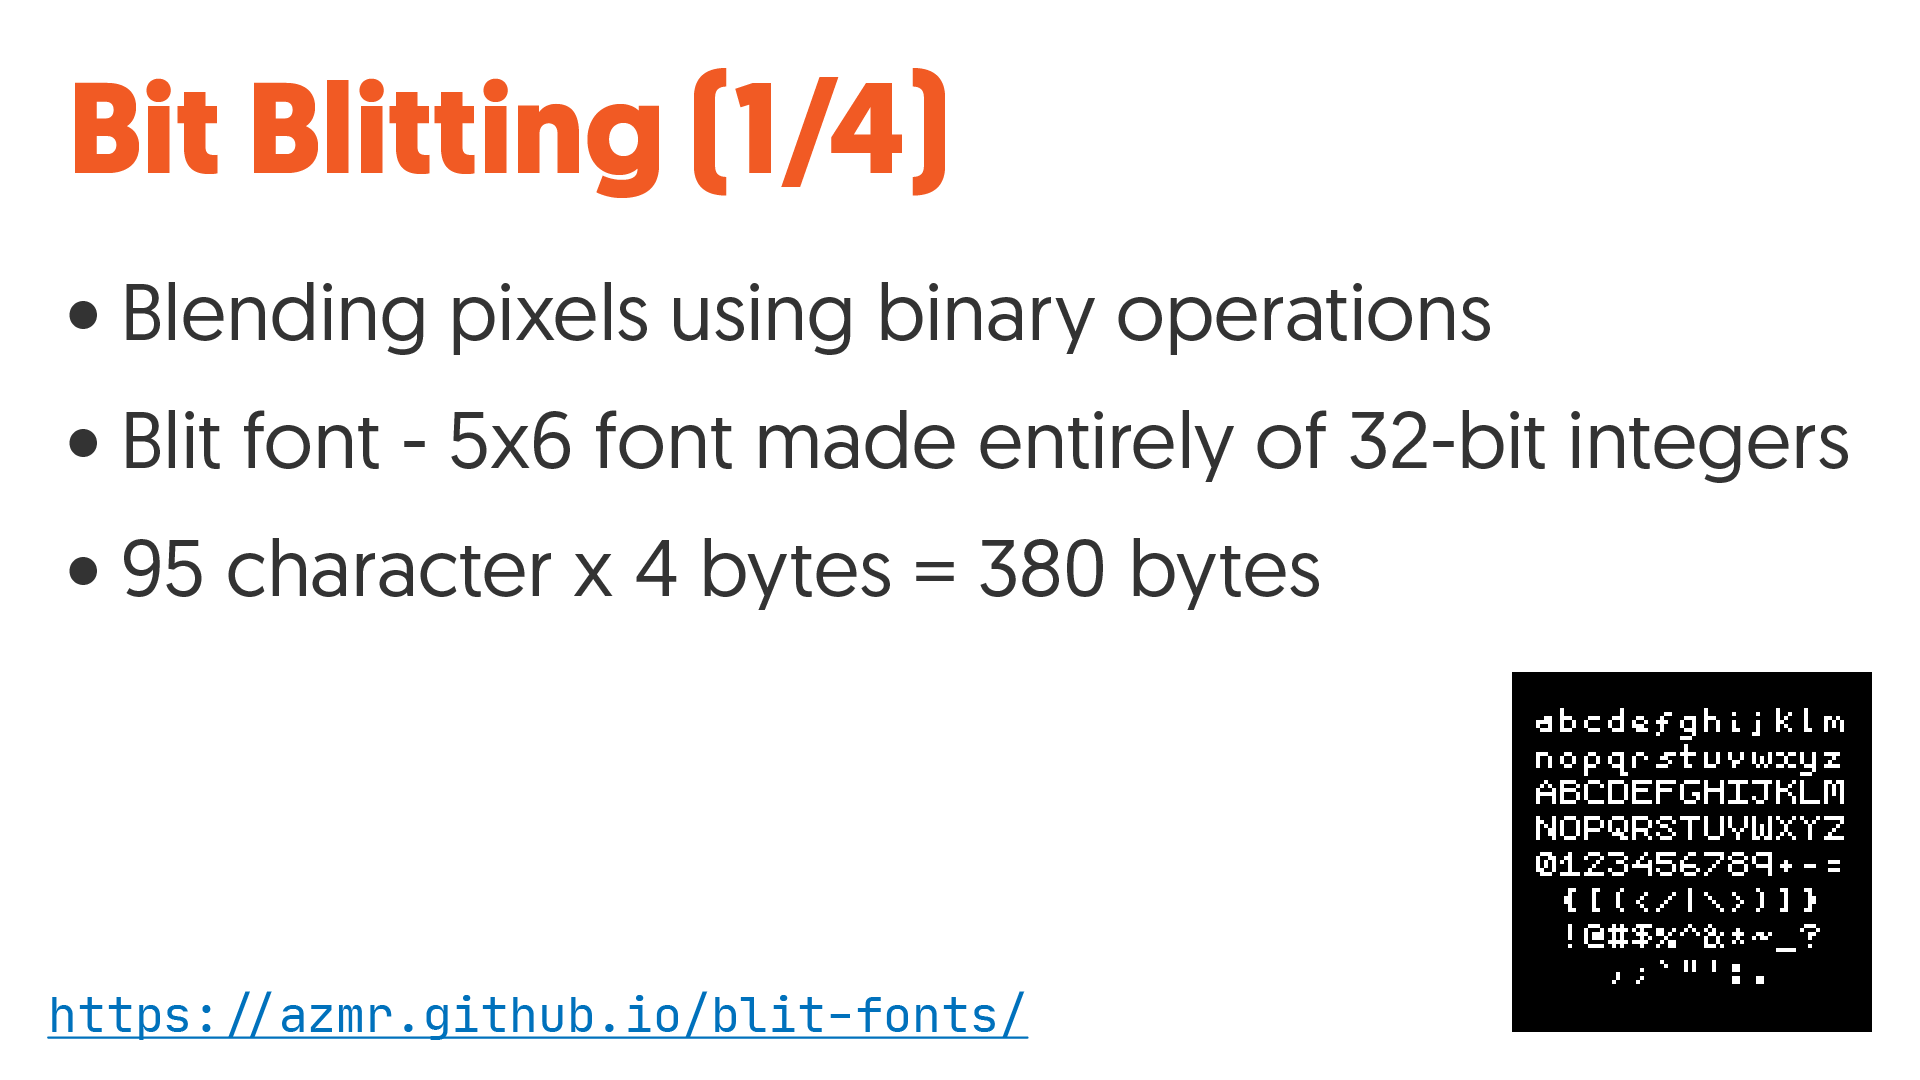 Bit Blitting (1/4)
• Blending pixels using binary operations
• Blit font - 5x6 font made entirely of 32-bit integers
• 95 character x 4 bytes = 380 bytes
abcdefghijklm
nopqrstuvwxyz
ABCDEFGHIJKLM
NOPQRSTUVWXYZ
0123456789+-=
{[(</|\>)]}
!@#$%^&*~_?
,;`"':.
https://azmr.github.io/blit-fonts/